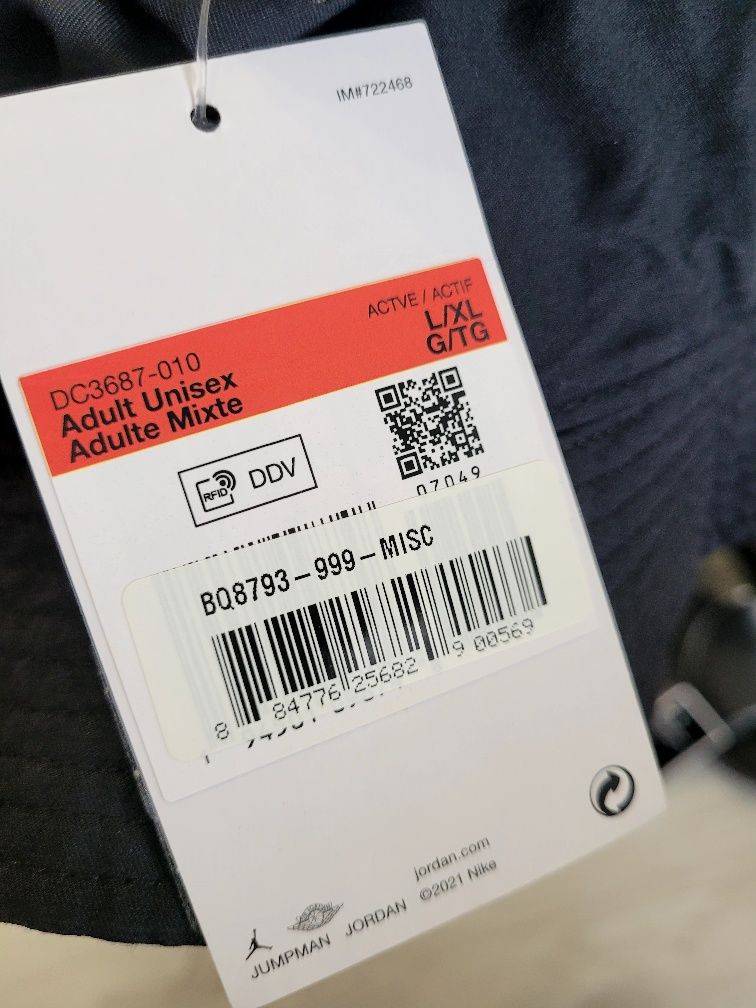 IM#722468
ACTVE / ACTIF
L/XL
G/TG
DC3687-010
Adult Unisex
Adulte Mixte
RFID DDV
07049
BQ8793-999-MISC
8 84776 25682 9 00569
jordan.com
©2021 Nike
JUMPMAN JORDAN